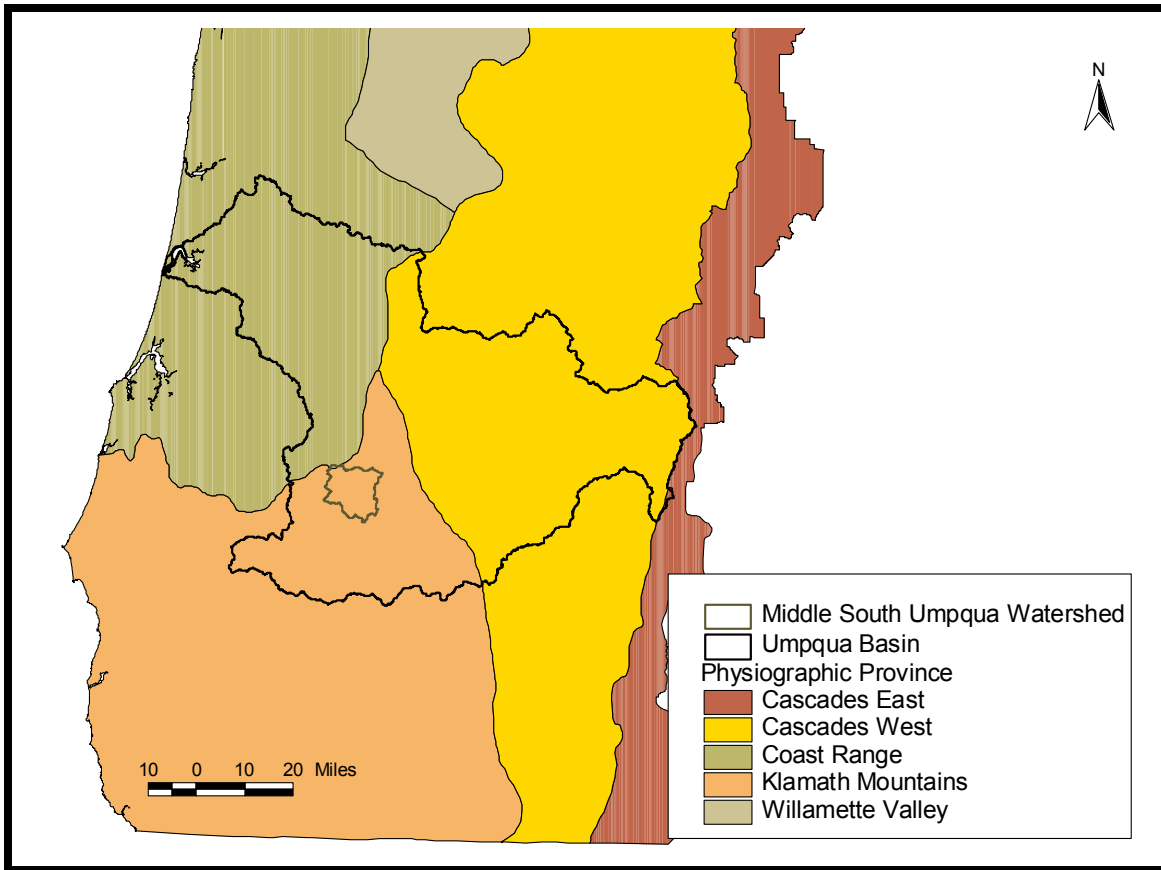 N
Middle South Umpqua Watershed
Umpqua Basin
Physiographic Province
Cascades East
Cascades West
Coast Range
Klamath Mountains
Willamette Valley
10 0 10 20 Miles